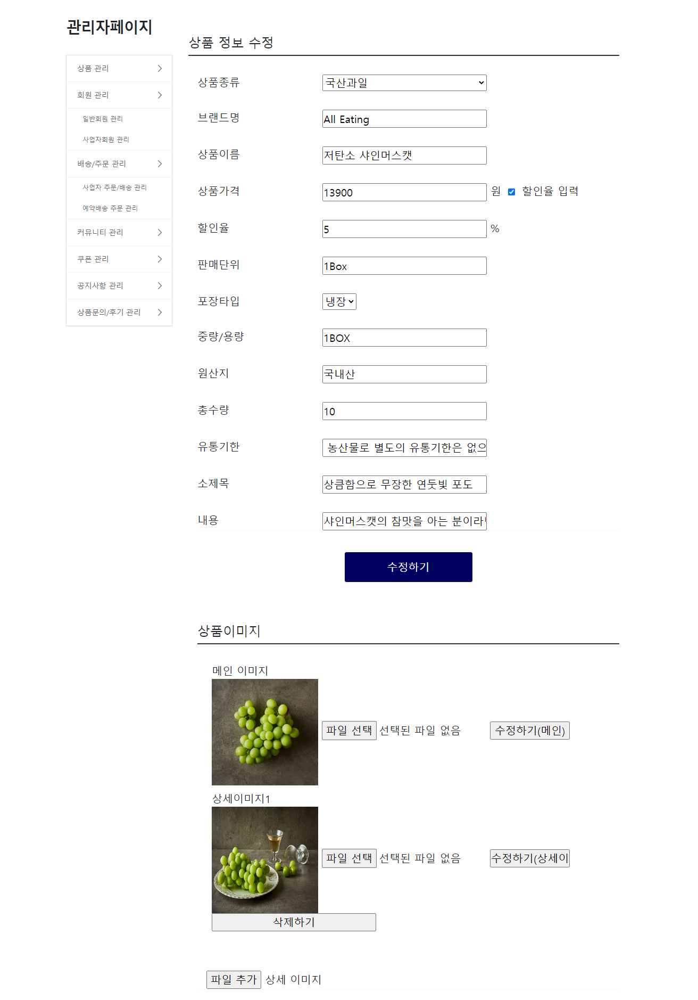 관리자페이지
상품 관리
회원 관리
일반회원 관리
사업자회원 관리
배송/주문 관리
사업자 주문/배송 관리
예약배송 주문 관리
커뮤니티 관리
쿠폰 관리
공지사항 관리
상품문의/후기 관리
상품 정보 수정
상품종류 국산과일
브랜드명 All Eating
상품이름 저탄소 샤인머스캣
상품가격 13900 원 할인율 입력
할인율 5 %
판매단위 1Box
포장타입 냉장
중량/용량 1BOX
원산지 국내산
총수량 10
유통기한 농산물로 별도의 유통기한은 없으
소제목 상큼함으로 무장한 연둣빛 포도
내용 샤인머스캣의 참맛을 아는 분이라
수정하기
상품이미지
메인 이미지
파일 선택 선택된 파일 없음 수정하기(메인)
상세이미지1
파일 선택 선택된 파일 없음 수정하기(상세이
삭제하기
파일 추가 상세 이미지